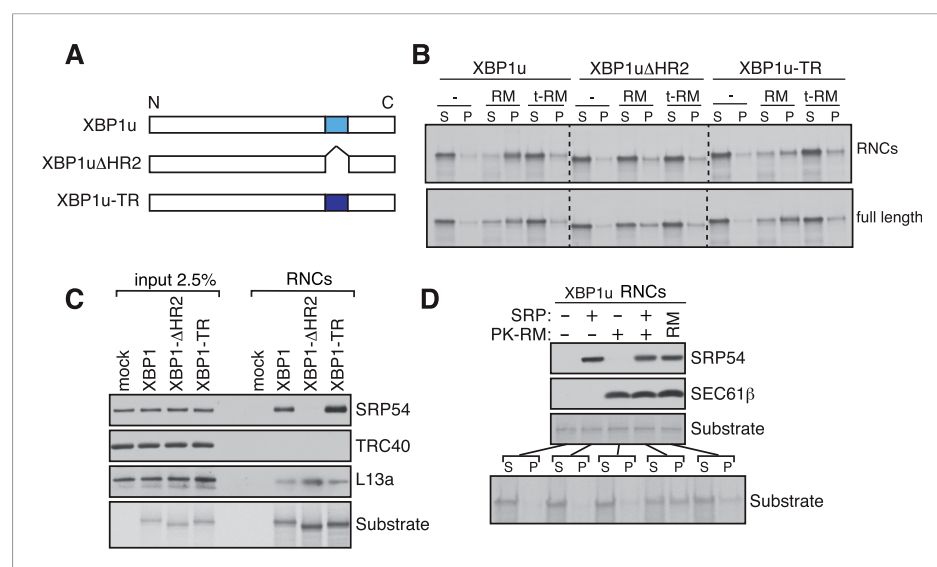 A
N C
XBP1u
XBP1uΔHR2
XBP1u-TR
B
XBP1u XBP1uΔHR2 XBP1u-TR
- RM t-RM - RM t-RM - RM t-RM
S P S P S P S P S P S P S P S P S P
RNCs
full length
C
input 2.5% RNCs
mock XBP1 XBP1-ΔHR2 XBP1-TR mock XBP1 XBP1-ΔHR2 XBP1-TR
SRP54
TRC40
L13a
Substrate
D
XBP1u RNCs
SRP: – + – + RM
PK-RM: – – + +
SRP54
SEC61β
Substrate
S P S P S P S P S P
Substrate